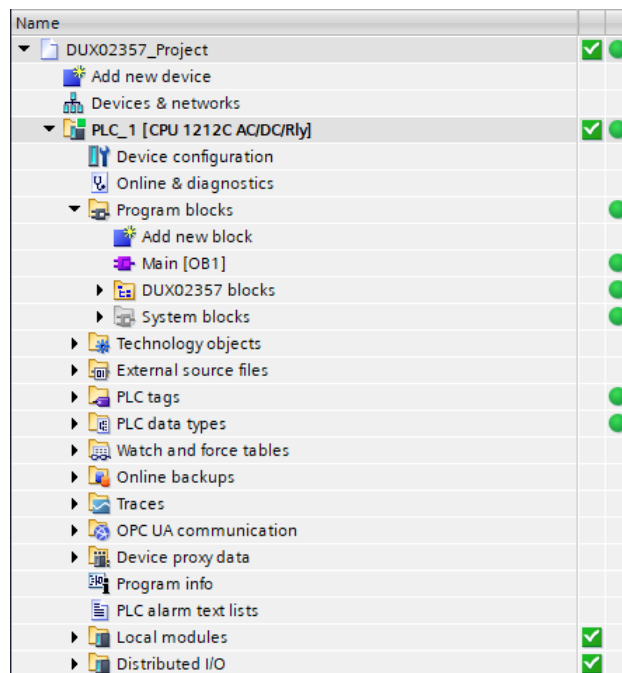 Name
DUX02357_Project
Add new device
Devices & networks
PLC_1 [CPU 1212C AC/DC/Rly]
Device configuration
Online & diagnostics
Program blocks
Add new block
Main [OB1]
DUX02357 blocks
System blocks
Technology objects
External source files
PLC tags
PLC data types
Watch and force tables
Online backups
Traces
OPC UA communication
Device proxy data
Program info
PLC alarm text lists
Local modules
Distributed I/O